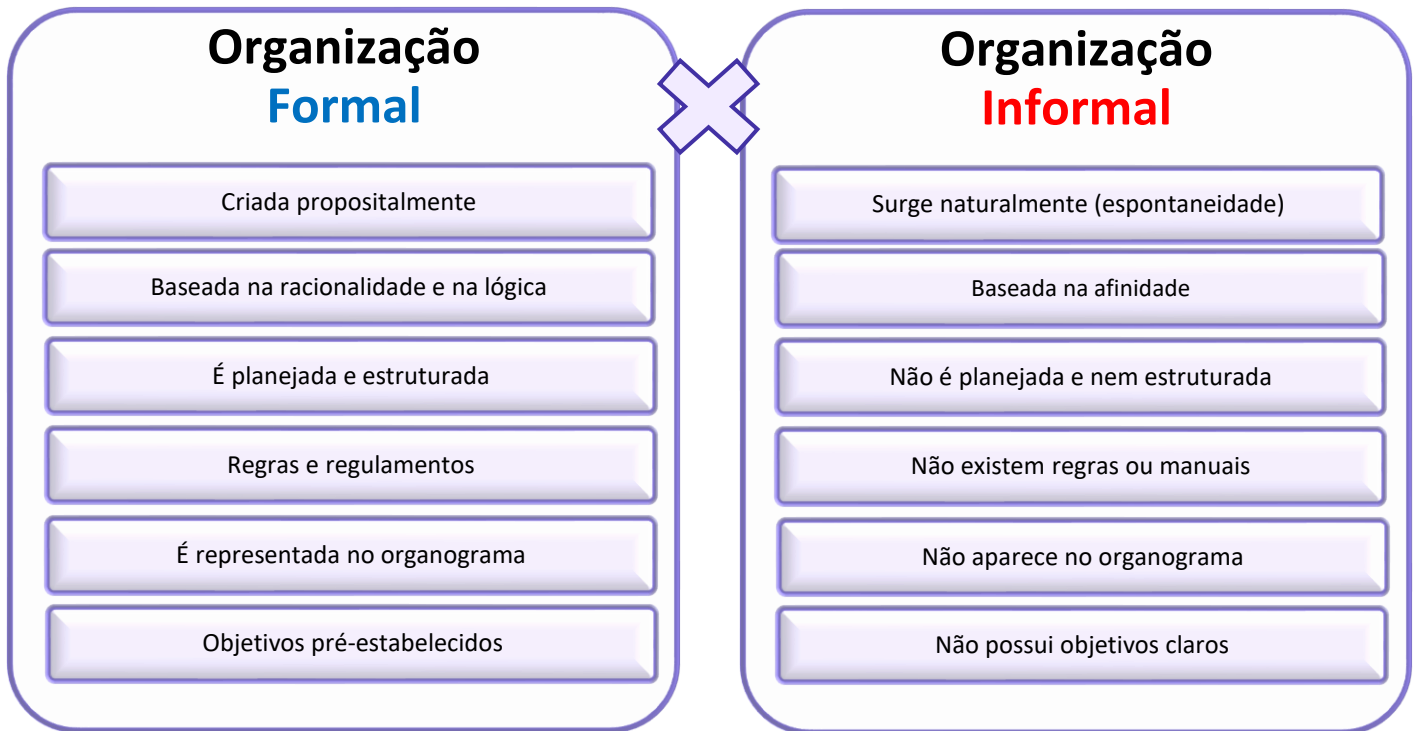 Organização
Formal
Criada propositalmente
Baseada na racionalidade e na lógica
É planejada e estruturada
Regras e regulamentos
É representada no organograma
Objetivos pré-estabelecidos
Organização
Informal
Surge naturalmente (espontaneidade)
Baseada na afinidade
Não é planejada e nem estruturada
Não existem regras ou manuais
Não aparece no organograma
Não possui objetivos claros